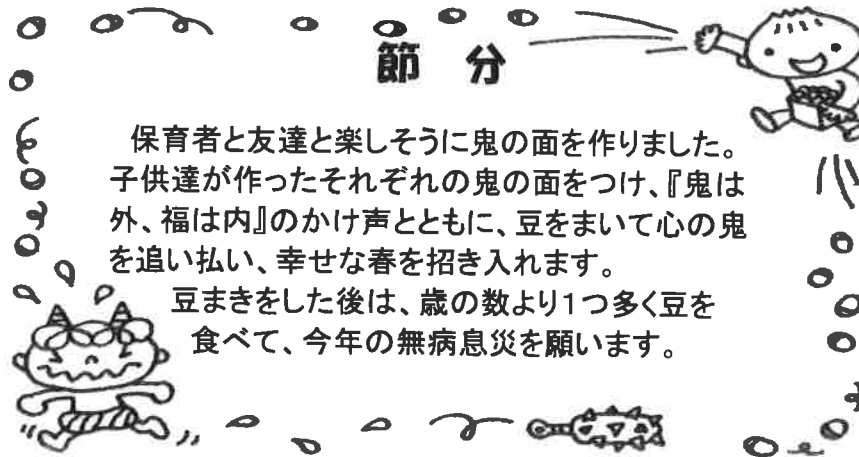 節 分
保育者と友達と楽しそうに鬼の面を作りました。
子供達が作ったそれぞれの鬼の面をつけ、『鬼は
外、福は内』のかけ声とともに、豆をまいて心の鬼
を追い払い、幸せな春を招き入れます。
豆まきをした後は、歳の数より1つ多く豆を
食べて、今年の無病息災を願います。